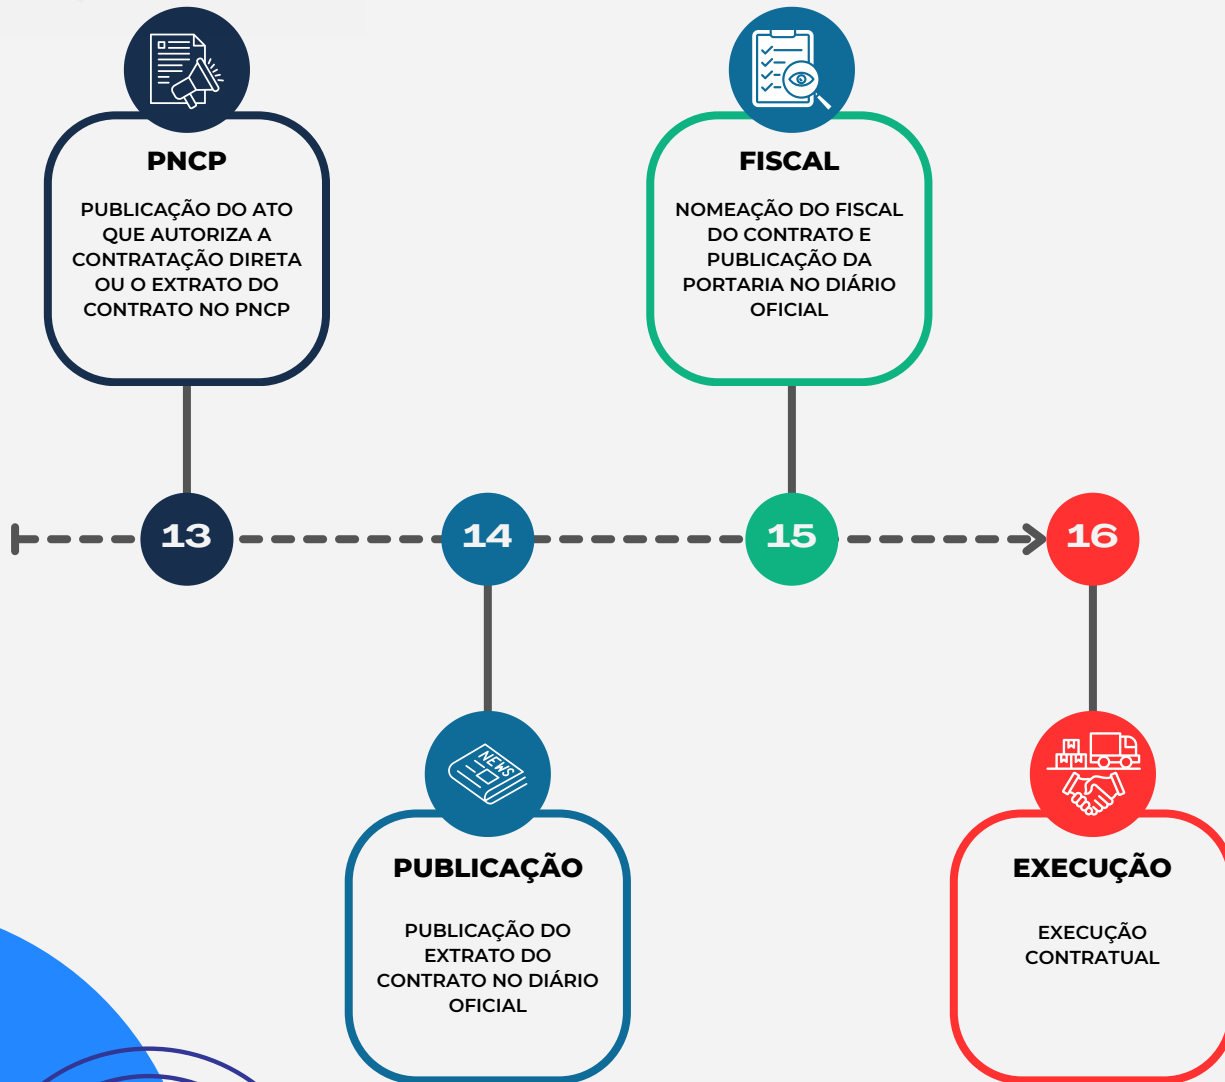 PNCP
PUBLICAÇÃO DO ATO
QUE AUTORIZA A
CONTRATAÇÃO DIRETA
OU O EXTRATO DO
CONTRATO NO PNCP
FISCAL
NOMEAÇÃO DO FISCAL
DO CONTRATO E
PUBLICAÇÃO DA
PORTARIA NO DIÁRIO
OFICIAL
13
14
15
16
NEWS
PUBLICAÇÃO
PUBLICAÇÃO DO
EXTRATO DO
CONTRATO NO DIÁRIO
OFICIAL
EXECUÇÃO
EXECUÇÃO
CONTRATUAL